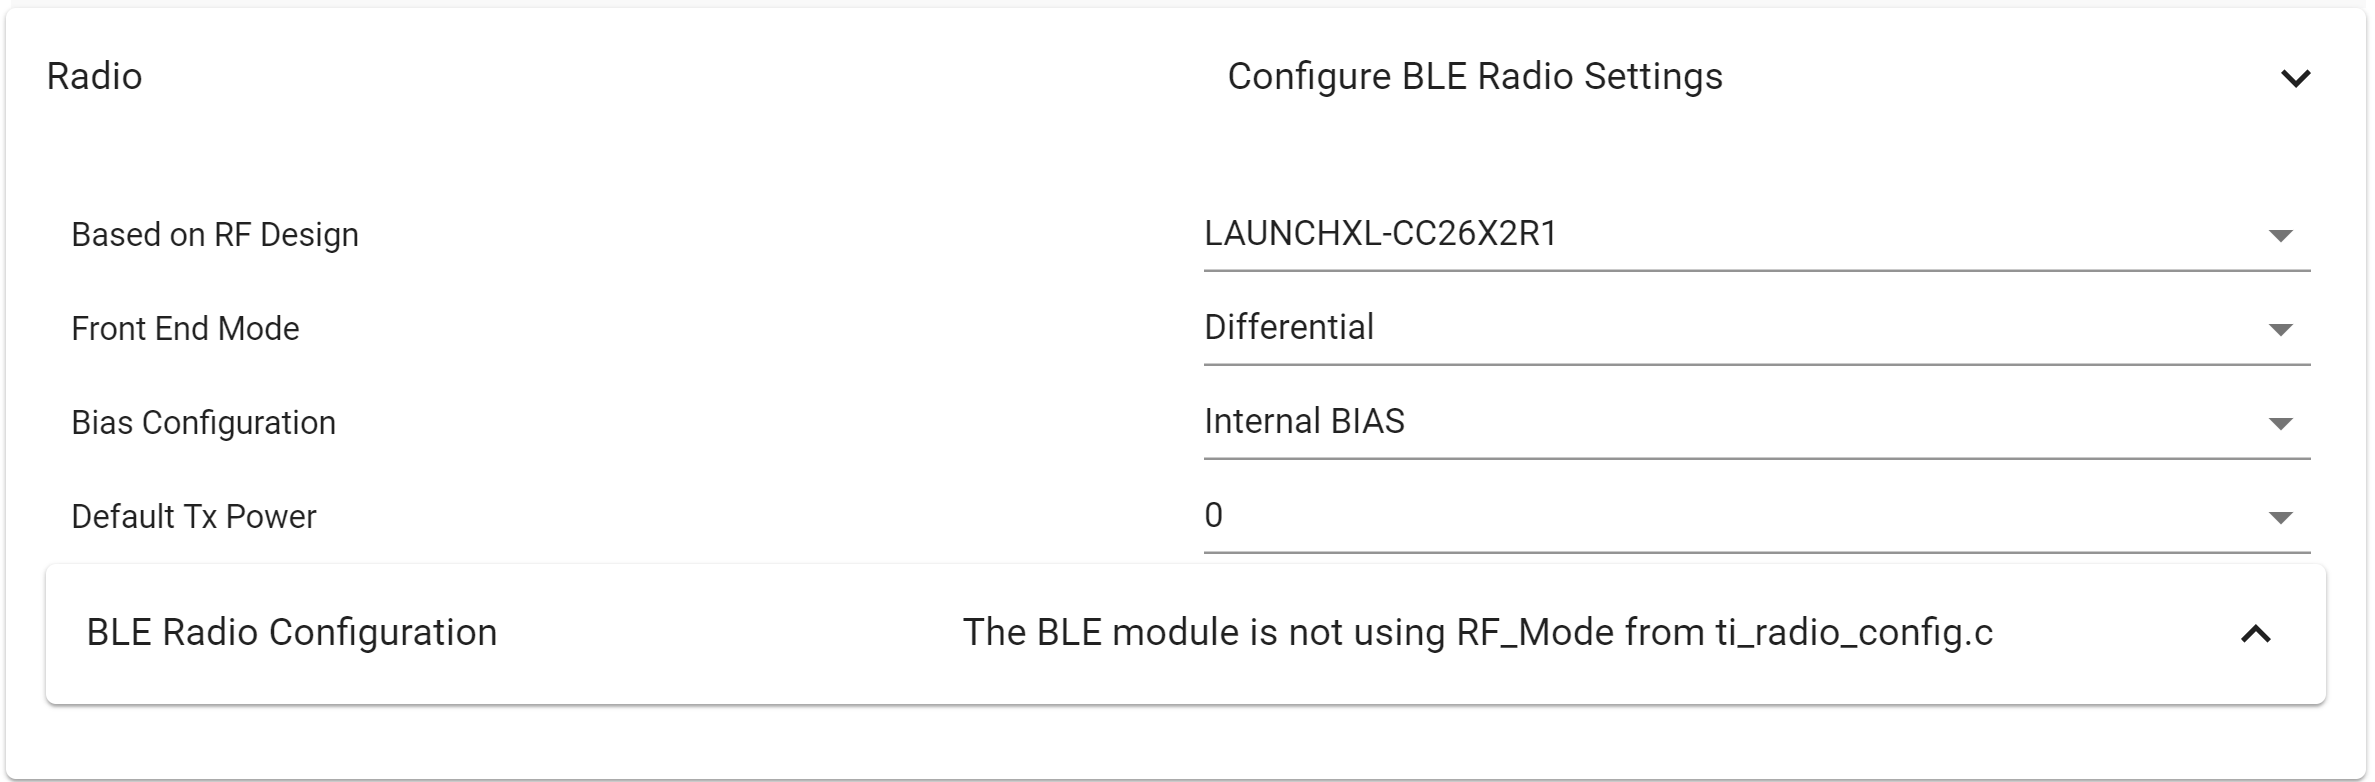 Radio Configure BLE Radio Settings
Based on RF Design LAUNCHXL-CC26X2R1
Front End Mode Differential
Bias Configuration Internal BIAS
Default Tx Power 0
BLE Radio Configuration The BLE module is not using RF_Mode from ti_radio_config.c